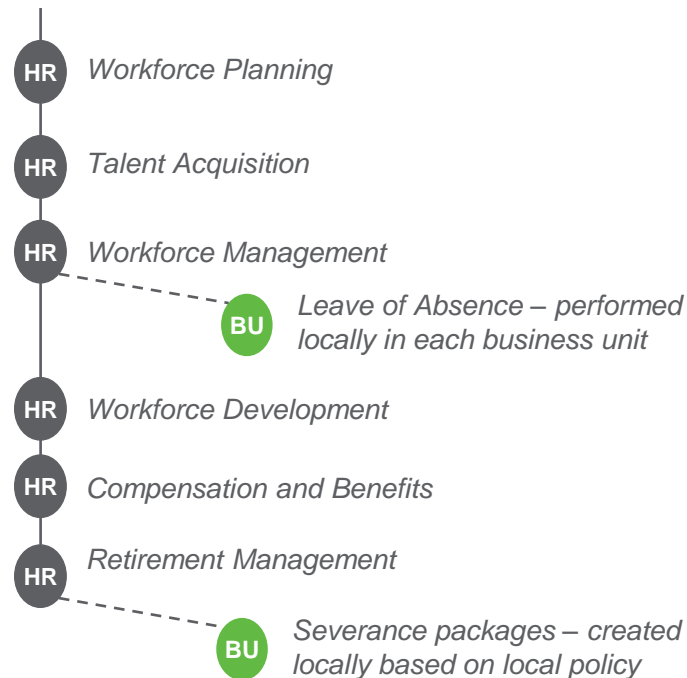 HR Workforce Planning
HR Talent Acquisition
HR Workforce Management
BU Leave of Absence – performed
locally in each business unit
HR Workforce Development
HR Compensation and Benefits
HR Retirement Management
BU Severance packages – created
locally based on local policy